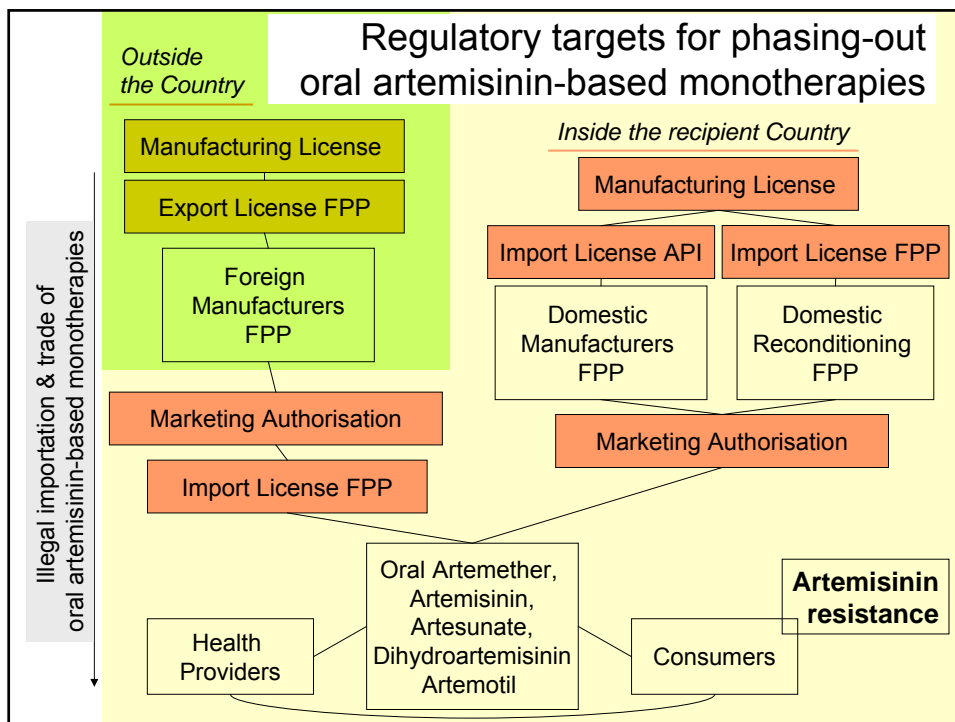 Regulatory targets for phasing-out
oral artemisinin-based monotherapies
Outside
the Country
Inside the recipient Country
Manufacturing License
Export License FPP
Foreign
Manufacturers
FPP
Manufacturing License
Import License API
Import License FPP
Domestic
Manufacturers
FPP
Domestic
Reconditioning
FPP
Marketing Authorisation
Import License FPP
Marketing Authorisation
Illegal importation & trade of
oral artemisinin-based monotherapies
Oral Artemether,
Artemisinin,
Artesunate,
Dihydroartemisinin
Artemotil
Health
Providers
Consumers
Artemisinin
resistance